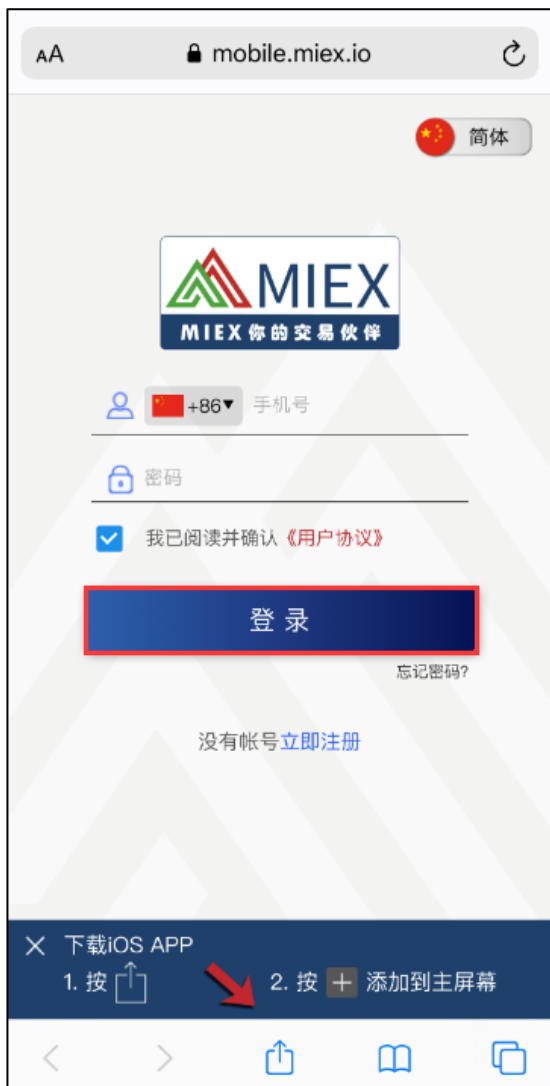 AA mobile.miex.io
简体
MIEX
MIEX 你的交易伙伴
+86▼ 手机号
密码
我已阅读并确认《用户协议》
登录
忘记密码?
没有帐号立即注册
下载iOS APP
1. 按 2. 按 + 添加到主屏幕